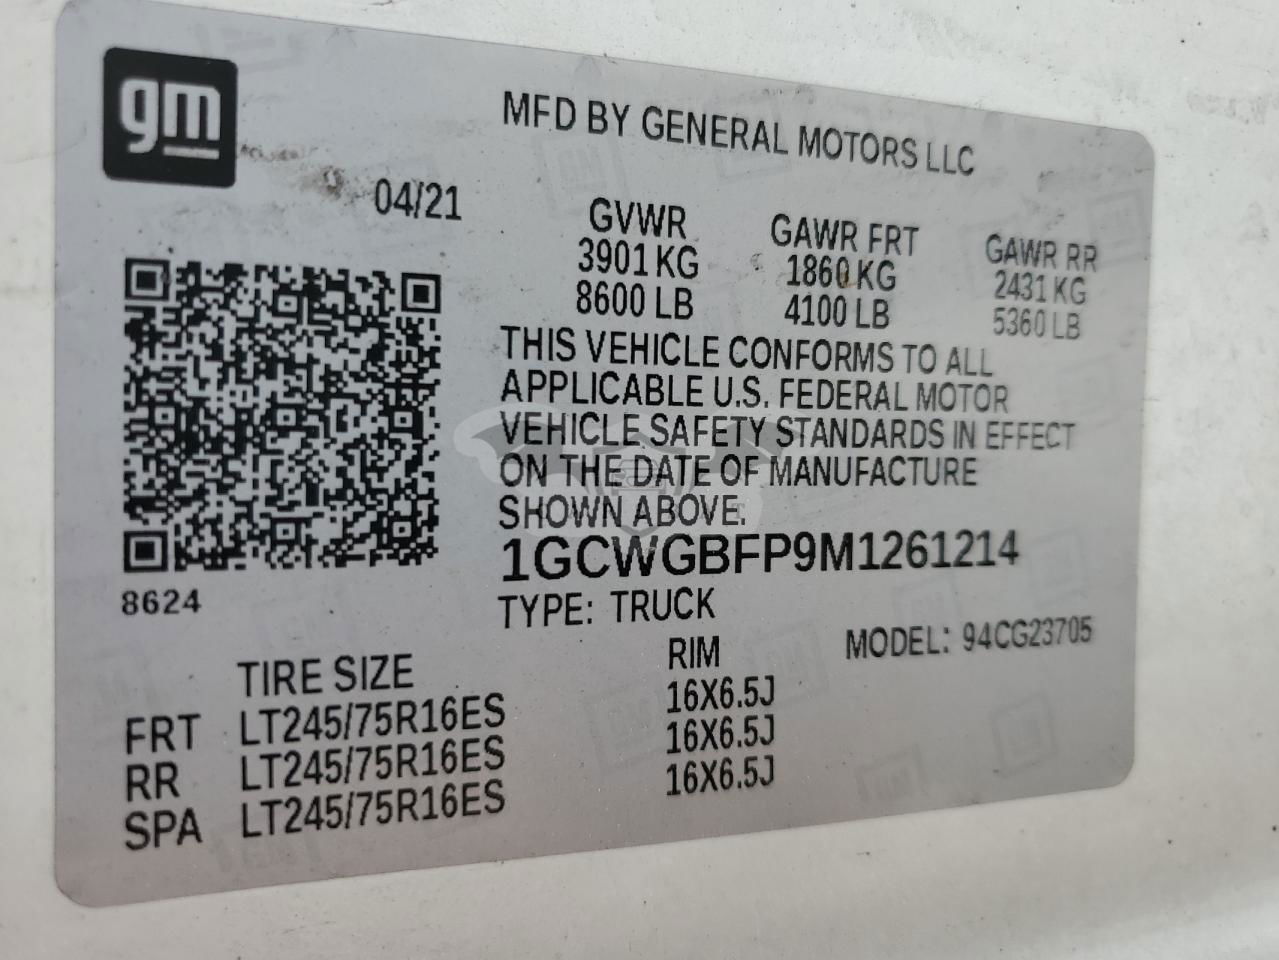 gm
MFD BY GENERAL MOTORS LLC
04/21
GVWR GAWR FRT GAWR RR
3901 KG 1860 KG 2431 KG
8600 LB 4100 LB 5360 LB
THIS VEHICLE CONFORMS TO ALL
APPLICABLE U.S. FEDERAL MOTOR
VEHICLE SAFETY STANDARDS IN EFFECT
ON THE DATE OF MANUFACTURE
SHOWN ABOVE.
1GCWGBFP9M1261214
8624
TYPE: TRUCK
MODEL: 94CG23705
TIRE SIZE RIM
FRT LT245/75R16ES 16X6.5J
RR LT245/75R16ES 16X6.5J
SPA LT245/75R16ES 16X6.5J